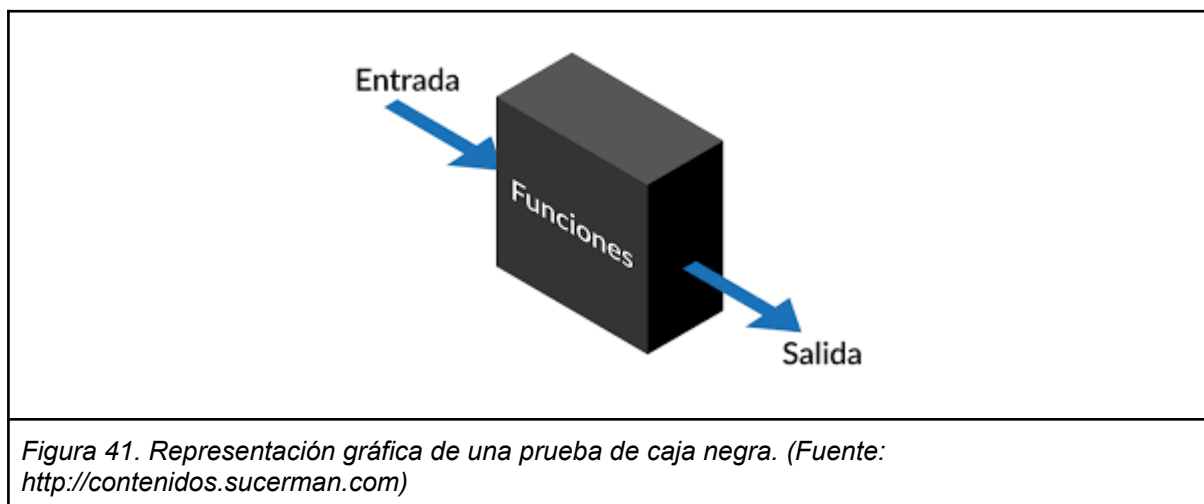 Entrada
Funciones
Salida
Figura 41. Representación gráfica de una prueba de caja negra. (Fuente:
http://contenidos.sucerman.com)